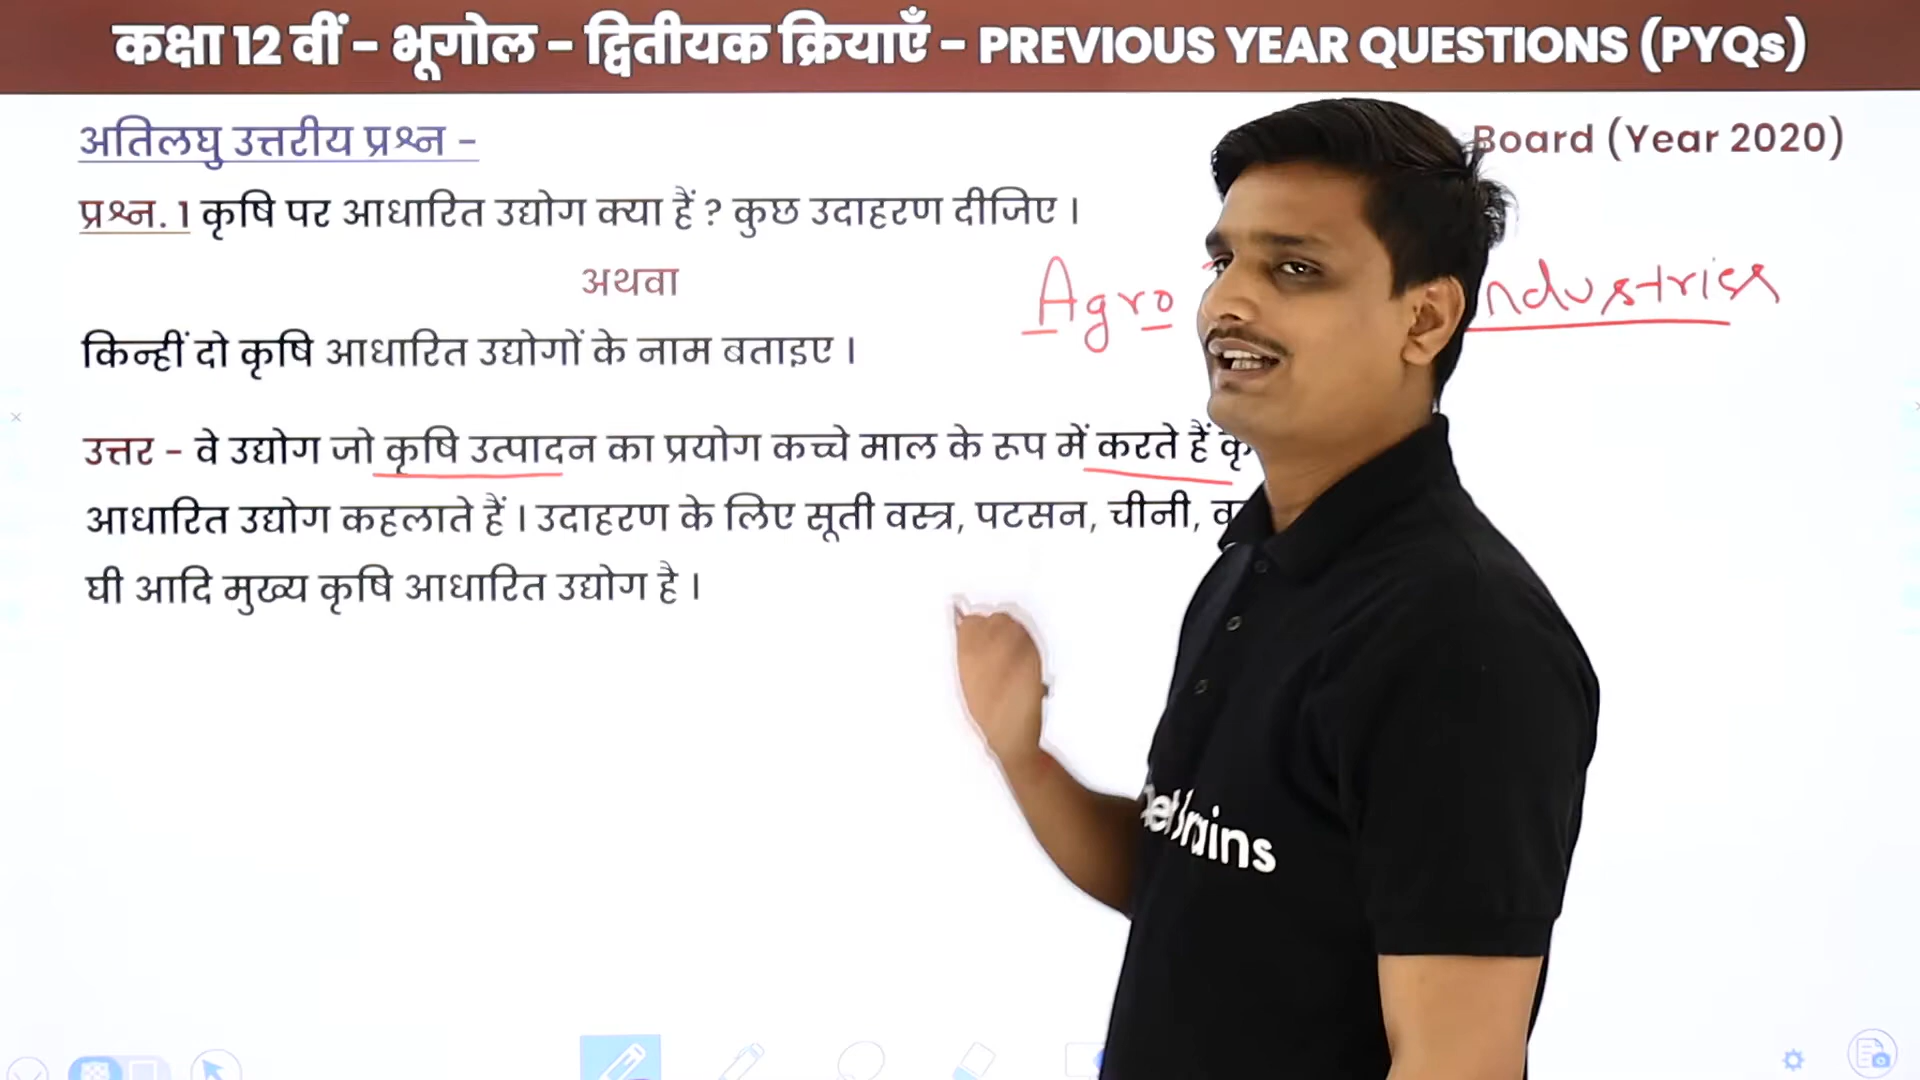 कक्षा 12 वीं - भूगोल - द्वितीयक क्रियाएँ - PREVIOUS YEAR QUESTIONS (PYQs)
अतिलघु उत्तरीय प्रश्न -
Board (Year 2020)
प्रश्न. 1 कृषि पर आधारित उद्योग क्या हैं ? कुछ उदाहरण दीजिए ।
अथवा
Agro ndustries
किन्हीं दो कृषि आधारित उद्योगों के नाम बताइए ।
उत्तर - वे उद्योग जो कृषि उत्पादन का प्रयोग कच्चे माल के रूप में करते हैं
आधारित उद्योग कहलाते हैं । उदाहरण के लिए सूती वस्त्र, पटसन, चीनी,
घी आदि मुख्य कृषि आधारित उद्योग है ।
rains